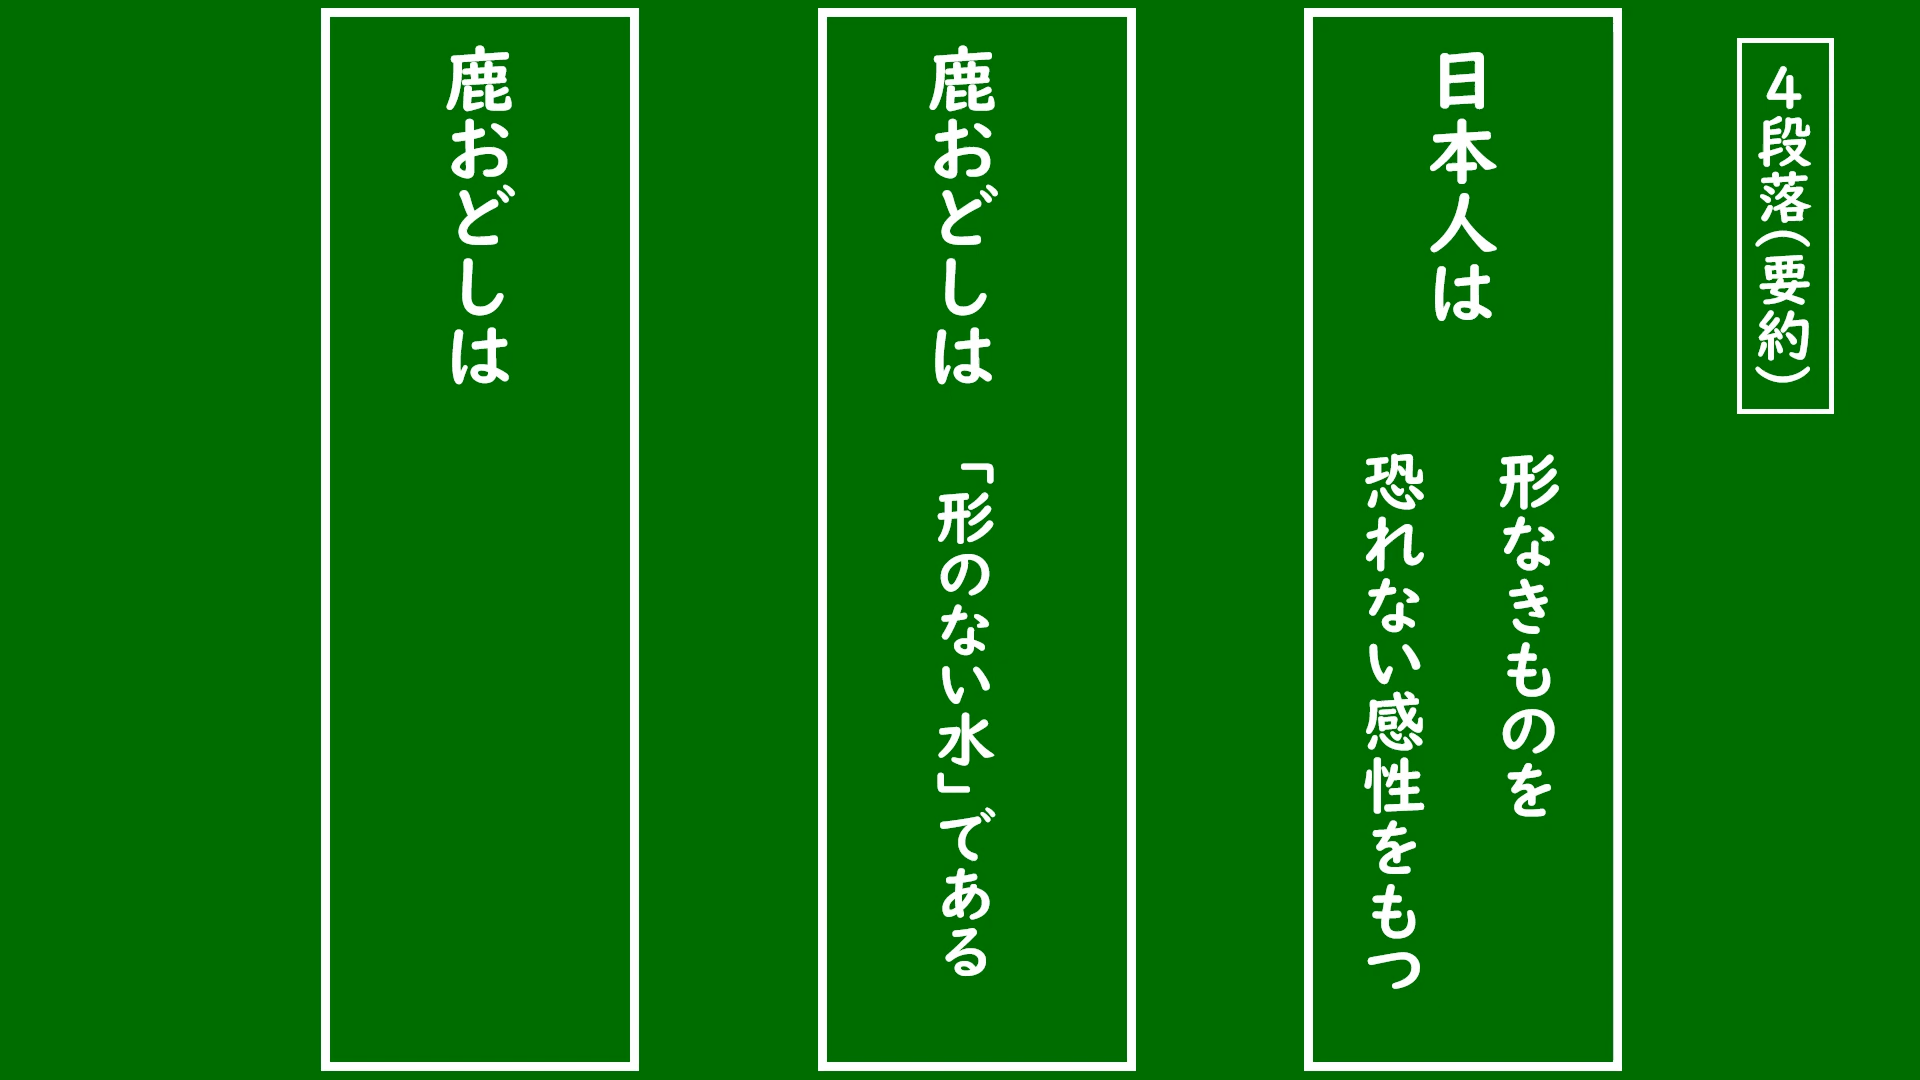 4段落(要約)
日本人は
形なきものを
恐れない感性をもつ
鹿おどしは
「形のない水」である
鹿おどしは